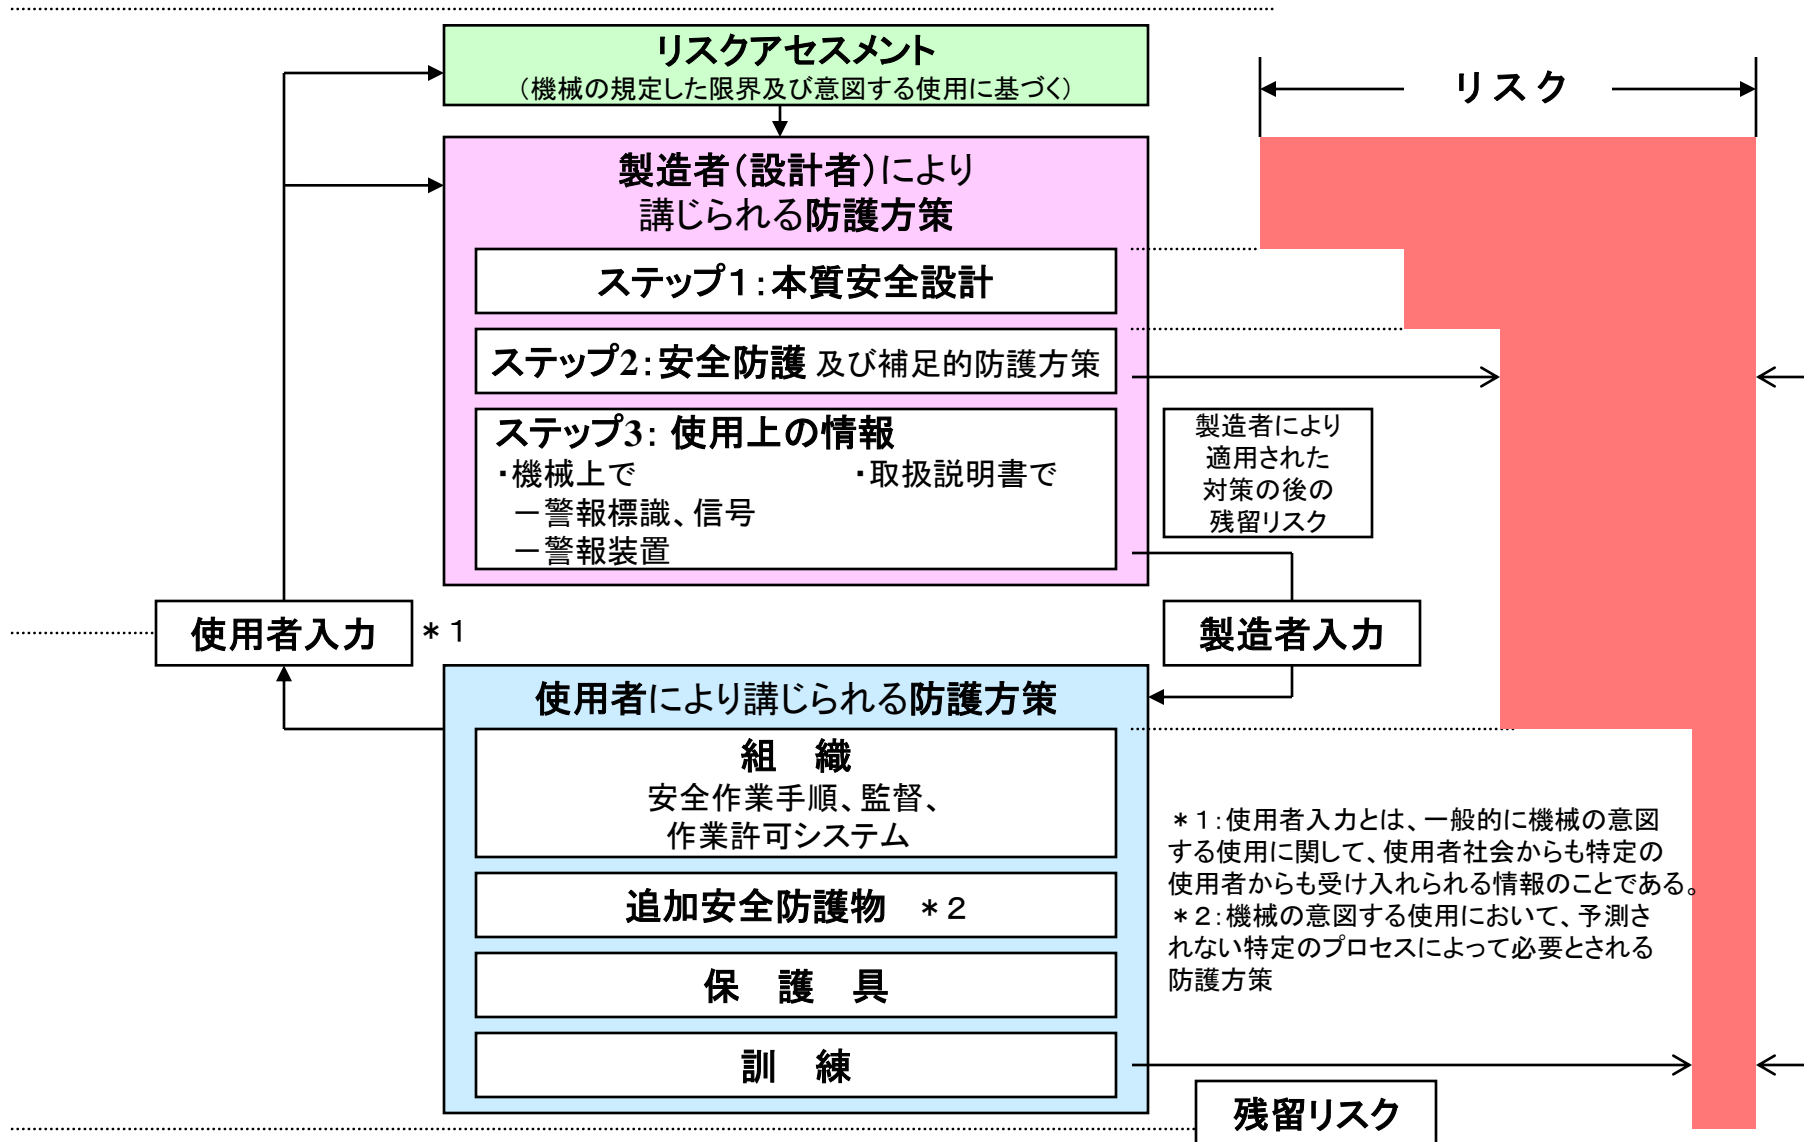 リスクアセスメント
(機械の規定した限界及び意図する使用に基づく)
リスク
製造者(設計者)により
講じられる防護方策
ステップ1:本質安全設計
ステップ2:安全防護 及び補足的防護方策
ステップ3: 使用上の情報
・機械上で ・取扱説明書で
－警報標識、信号
－警報装置
製造者により
適用された
対策の後の
残留リスク
使用者入力 *1
製造者入力
使用者により講じられる防護方策
組 織
安全作業手順、監督、
作業許可システム
追加安全防護物 *2
保 護 具
訓 練
*1:使用者入力とは、一般的に機械の意図
する使用に関して、使用者社会からも特定の
使用者からも受け入れられる情報のことである。
*2:機械の意図する使用において、予測さ
れない特定のプロセスによって必要とされる
防護方策
残留リスク